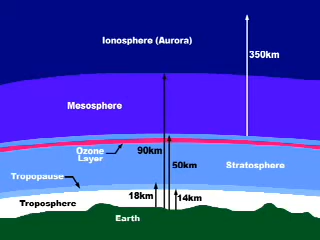 Ionosphere (Aurora)
350km
Mesosphere
Ozone
Layer
90km
50km
Stratosphere
Tropopause
18km
14km
Troposphere
Earth